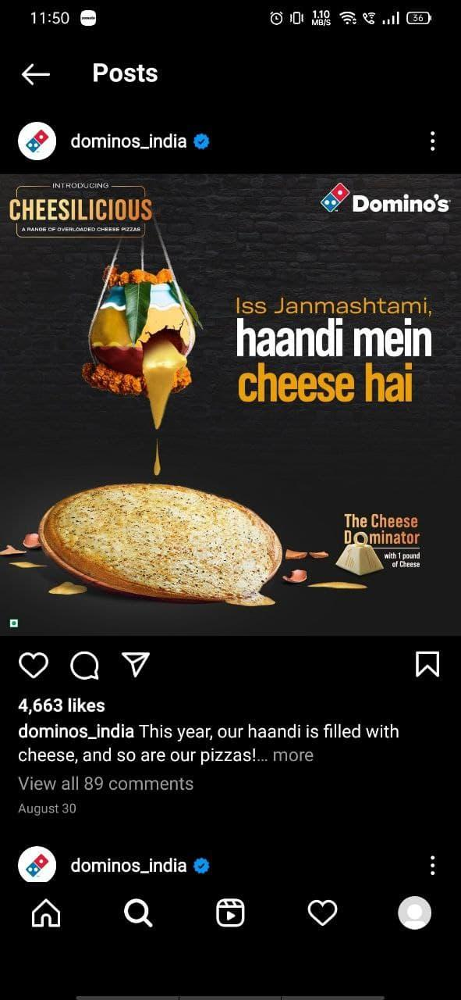 11:50
zomato
1.10
MB/S
36
Posts
dominos_india
INTRODUCING
CHEESILICIOUS
A RANGE OF OVERLOADED CHEESE PIZZAS
Domino's
Iss Janmashtami,
haandi mein
cheese hai
The Cheese
Dominator
with 1 pound
of Cheese
4,663 likes
dominos_india This year, our haandi is filled with
cheese, and so are our pizzas!... more
View all 89 comments
August 30
dominos_india